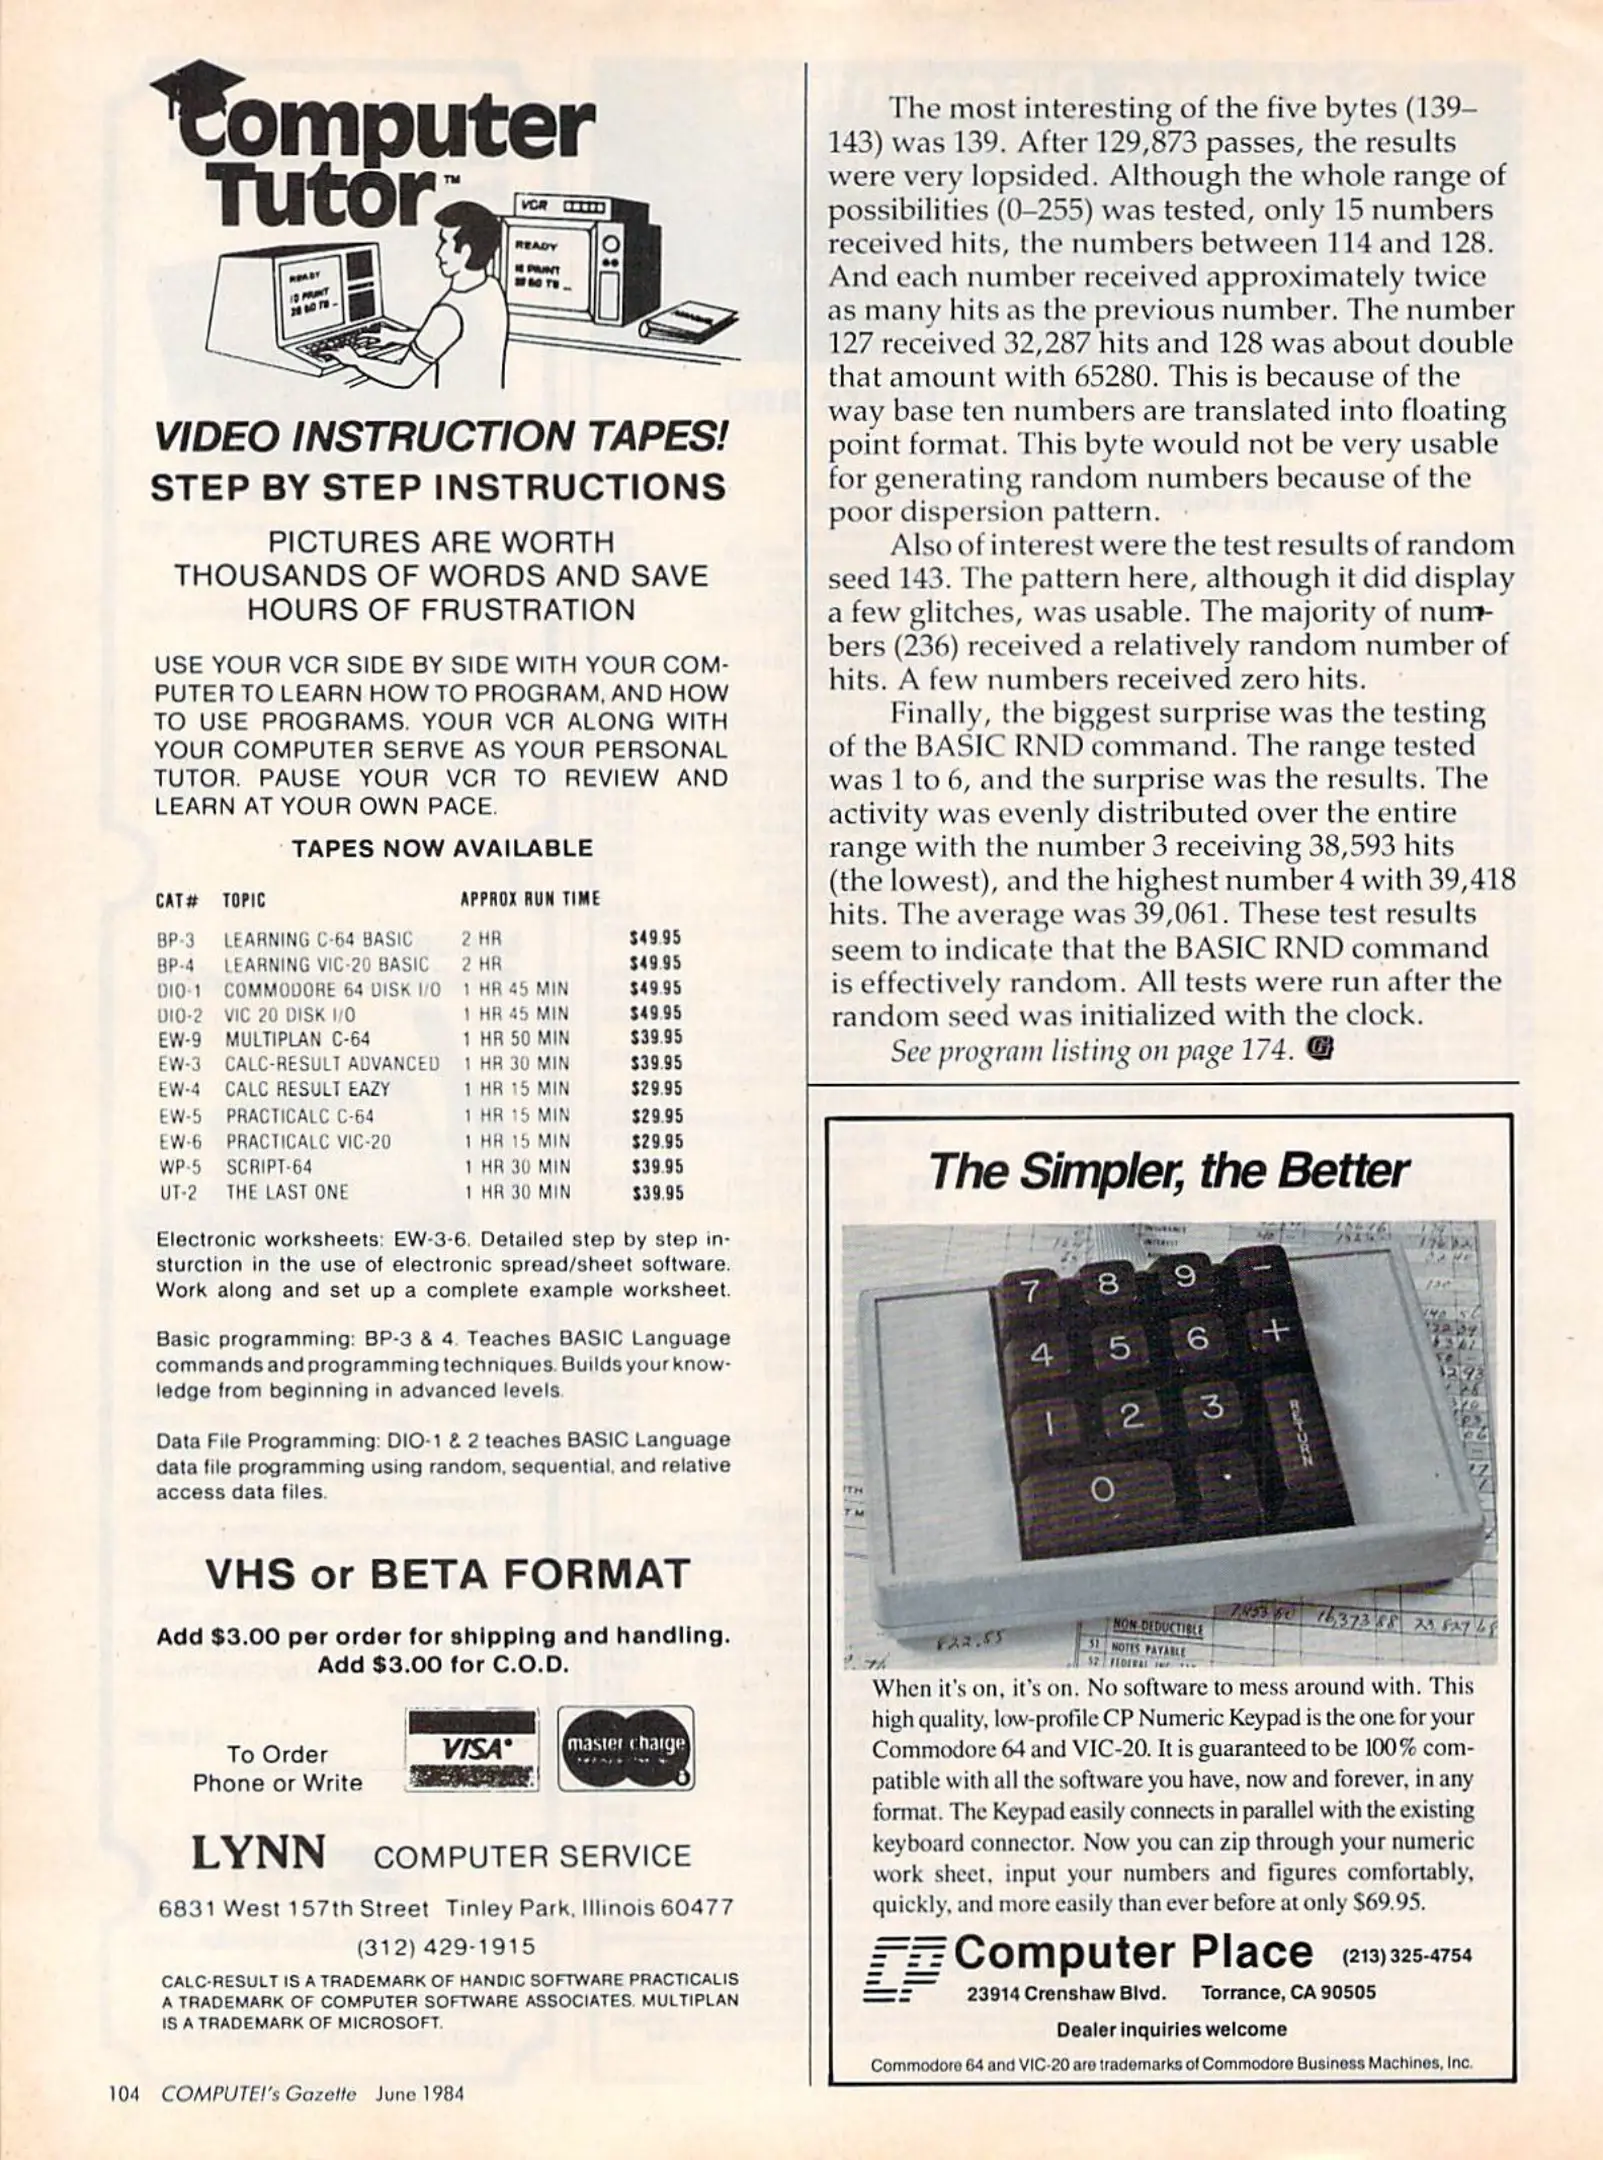 Computer
Tutor™
VCR
READY
10 PRINT
20 GO TO -
READY
10 PRINT
20 GO TO -
VIDEO INSTRUCTION TAPES!
STEP BY STEP INSTRUCTIONS
PICTURES ARE WORTH
THOUSANDS OF WORDS AND SAVE
HOURS OF FRUSTRATION
USE YOUR VCR SIDE BY SIDE WITH YOUR COM-
PUTER TO LEARN HOW TO PROGRAM, AND HOW
TO USE PROGRAMS. YOUR VCR ALONG WITH
YOUR COMPUTER SERVE AS YOUR PERSONAL
TUTOR. PAUSE YOUR VCR TO REVIEW AND
LEARN AT YOUR OWN PACE.
TAPES NOW AVAILABLE
CAT# TOPIC APPROX RUN TIME
BP-3 LEARNING C-64 BASIC 2 HR $49.95
BP-4 LEARNING VIC-20 BASIC 2 HR $49.95
DIO-1 COMMODORE 64 DISK I/O 1 HR 45 MIN $49.95
DIO-2 VIC 20 DISK I/O 1 HR 45 MIN $49.95
EW-9 MULTIPLAN C-64 1 HR 50 MIN $39.95
EW-3 CALC-RESULT ADVANCED 1 HR 30 MIN $39.95
EW-4 CALC RESULT EAZY 1 HR 15 MIN $29.95
EW-5 PRACTICALC C-64 1 HR 15 MIN $29.95
EW-6 PRACTICALC VIC-20 1 HR 15 MIN $29.95
WP-5 SCRIPT-64 1 HR 30 MIN $39.95
UT-2 THE LAST ONE 1 HR 30 MIN $39.95
Electronic worksheets: EW-3-6. Detailed step by step in-
sturction in the use of electronic spread/sheet software.
Work along and set up a complete example worksheet.
Basic programming: BP-3 & 4. Teaches BASIC Language
commands and programming techniques. Builds your know-
ledge from beginning in advanced levels.
Data File Programming: DIO-1 & 2 teaches BASIC Language
data file programming using random, sequential, and relative
access data files.
VHS or BETA FORMAT
Add $3.00 per order for shipping and handling.
Add $3.00 for C.O.D.
To Order
Phone or Write
VISA
master charge
LYNN COMPUTER SERVICE
6831 West 157th Street Tinley Park, Illinois 60477
(312) 429-1915
CALC-RESULT IS A TRADEMARK OF HANDIC SOFTWARE PRACTICALIS
A TRADEMARK OF COMPUTER SOFTWARE ASSOCIATES. MULTIPLAN
IS A TRADEMARK OF MICROSOFT.
The most interesting of the five bytes (139–
143) was 139. After 129,873 passes, the results
were very lopsided. Although the whole range of
possibilities (0–255) was tested, only 15 numbers
received hits, the numbers between 114 and 128.
And each number received approximately twice
as many hits as the previous number. The number
127 received 32,287 hits and 128 was about double
that amount with 65280. This is because of the
way base ten numbers are translated into floating
point format. This byte would not be very usable
for generating random numbers because of the
poor dispersion pattern.
Also of interest were the test results of random
seed 143. The pattern here, although it did display
a few glitches, was usable. The majority of num-
bers (236) received a relatively random number of
hits. A few numbers received zero hits.
Finally, the biggest surprise was the testing
of the BASIC RND command. The range tested
was 1 to 6, and the surprise was the results. The
activity was evenly distributed over the entire
range with the number 3 receiving 38,593 hits
(the lowest), and the highest number 4 with 39,418
hits. The average was 39,061. These test results
seem to indicate that the BASIC RND command
is effectively random. All tests were run after the
random seed was initialized with the clock.
See program listing on page 174. G
The Simpler, the Better
7 8 9 -
4 5 6 +
1 2 3 RETURN
0 .
NON-DEDUCTIBLE
51 NOTES PAYABLE
822.55
16,373 88
When it's on, it's on. No software to mess around with. This
high quality, low-profile CP Numeric Keypad is the one for your
Commodore 64 and VIC-20. It is guaranteed to be 100% com-
patible with all the software you have, now and forever, in any
format. The Keypad easily connects in parallel with the existing
keyboard connector. Now you can zip through your numeric
work sheet, input your numbers and figures comfortably,
quickly, and more easily than ever before at only $69.95.
CP Computer Place (213) 325-4754
23914 Crenshaw Blvd. Torrance, CA 90505
Dealer inquiries welcome
Commodore 64 and VIC-20 are trademarks of Commodore Business Machines, Inc.
104 COMPUTE!'s Gazette June 1984